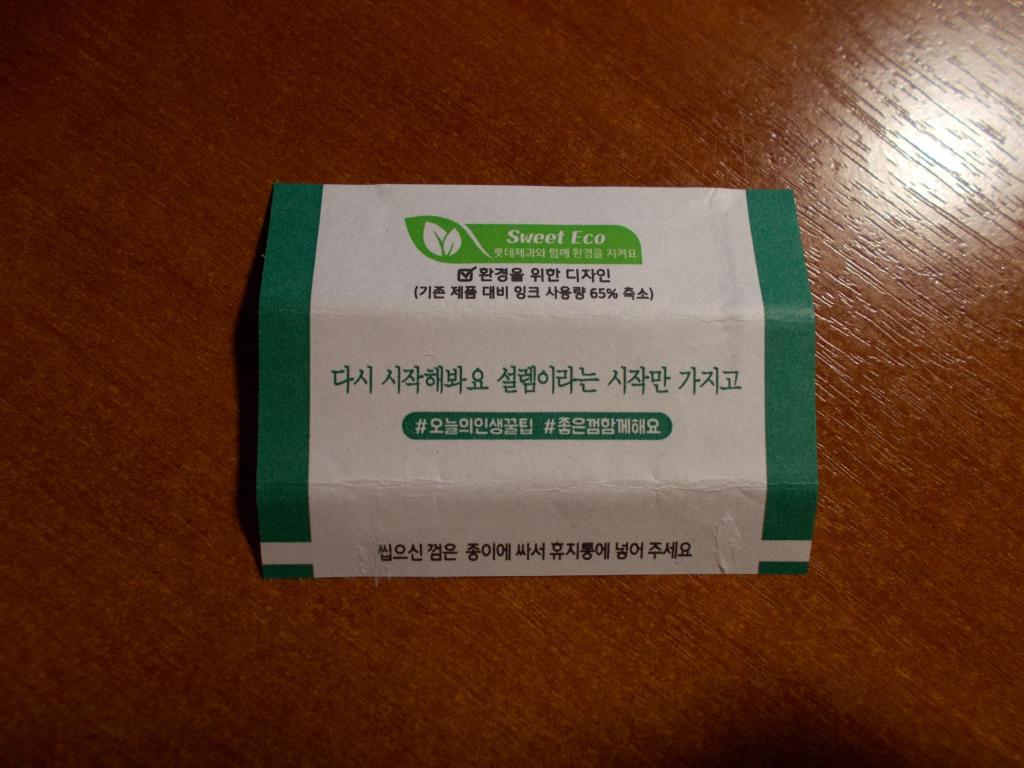 Sweet Eco
롯데제과와 함께 환경을 지켜요
환경을 위한 디자인
(기존 제품 대비 잉크 사용량 65% 축소)
다시 시작해봐요 설렘이라는 시작만 가지고
#오늘의인생꿀팁 #좋은껌함께해요
씹으신 껌은 종이에 싸서 휴지통에 넣어 주세요